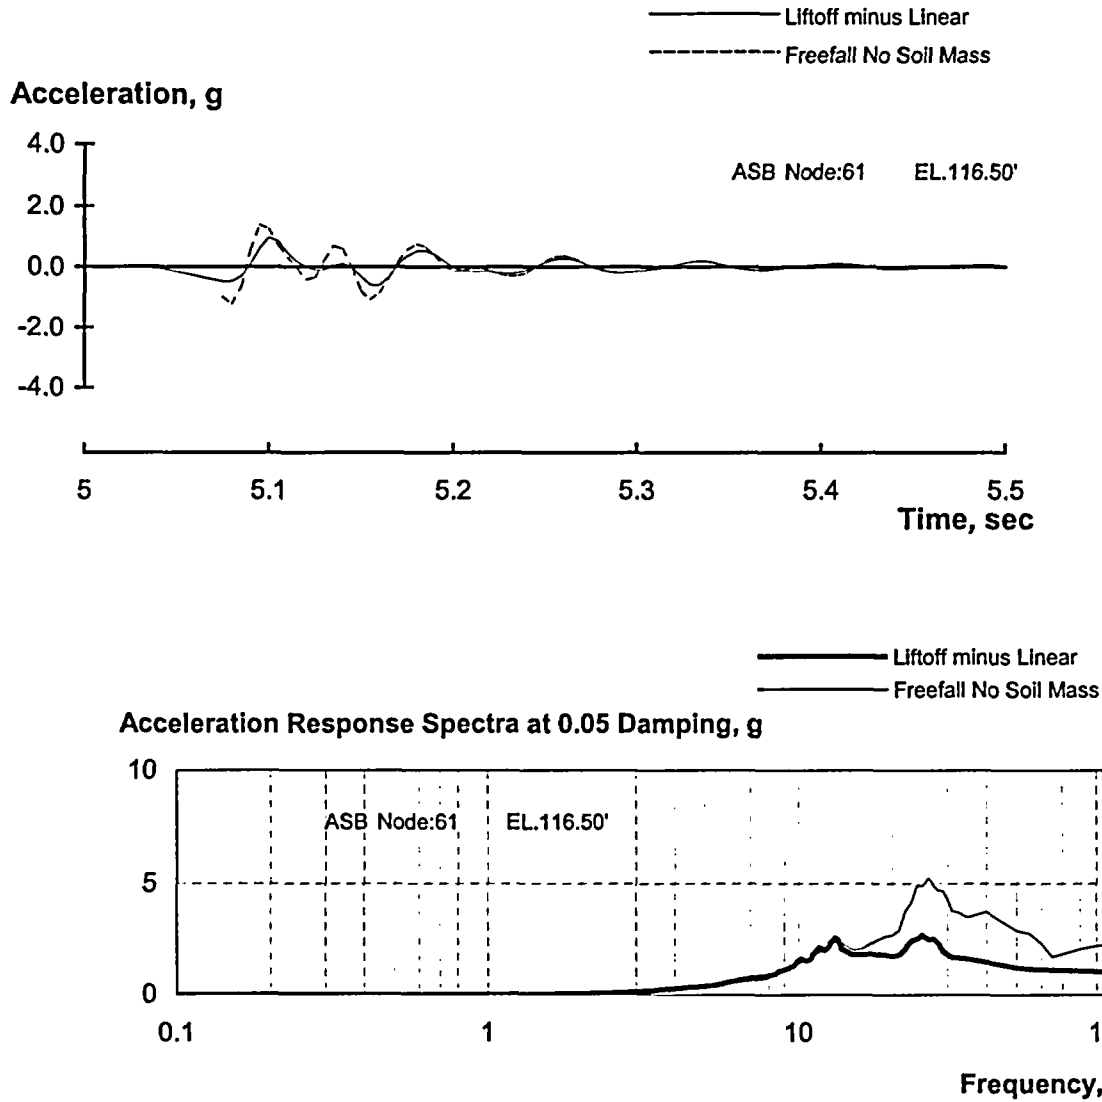 Liftoff minus Linear
Freefall No Soil Mass
Acceleration, g
4.0
ASB Node:61 EL.116.50'
2.0
0.0
-2.0
-4.0
5 5.1 5.2 5.3 5.4 5.5
Time, sec
Liftoff minus Linear
Freefall No Soil Mass
Acceleration Response Spectra at 0.05 Damping, g
10
ASB Node:61 EL.116.50'
5
0
0.1 1 10 1
Frequency,